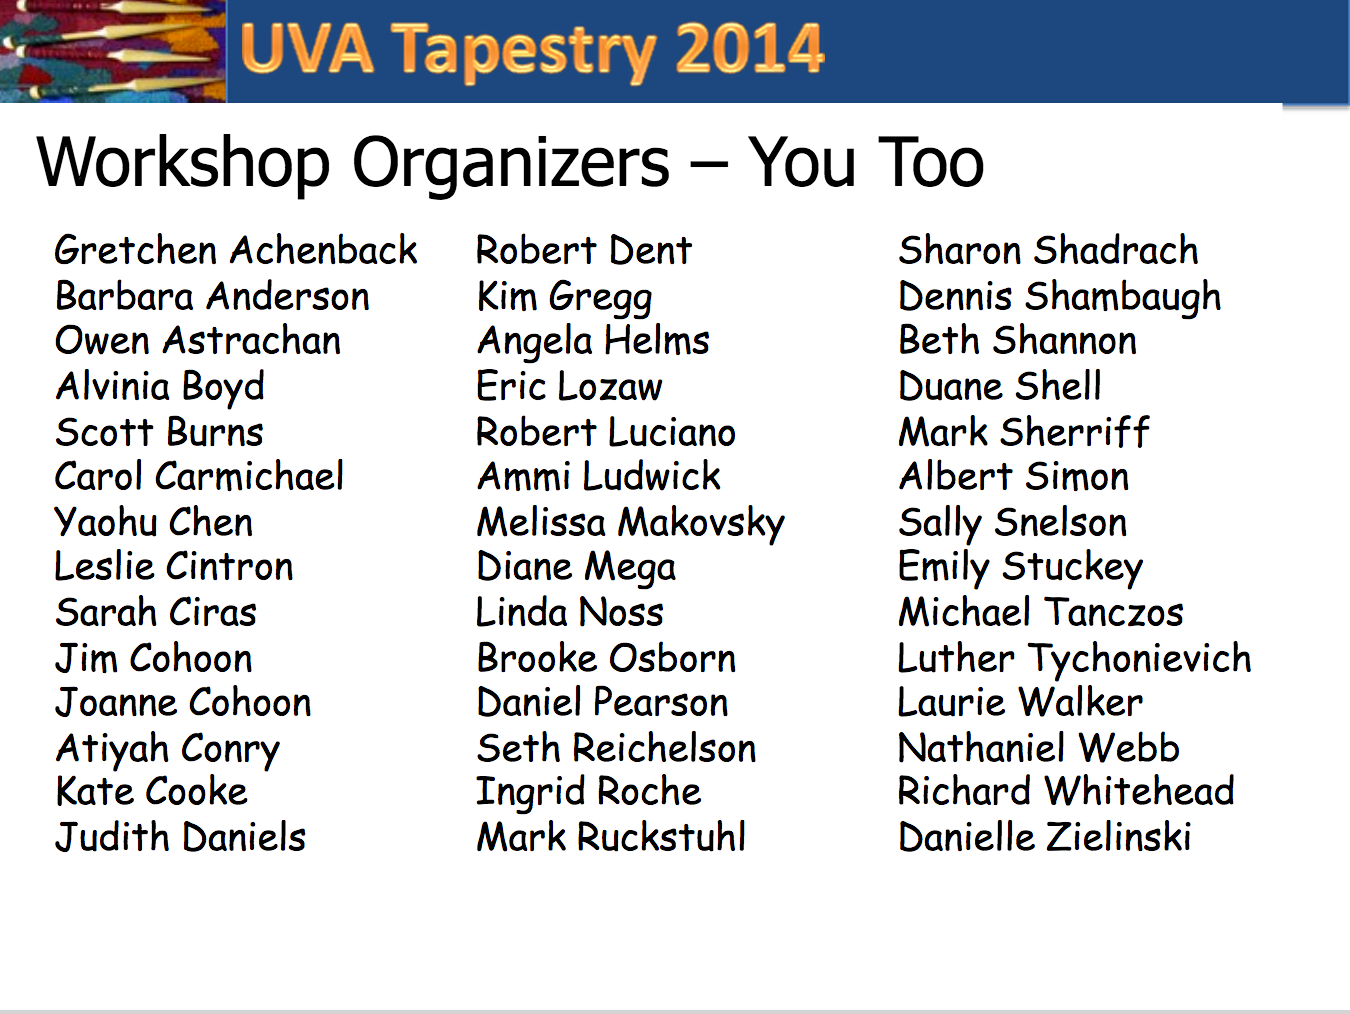 UVA Tapestry 2014
Workshop Organizers – You Too
Gretchen Achenback
Barbara Anderson
Owen Astrachan
Alvinia Boyd
Scott Burns
Carol Carmichael
Yaohu Chen
Leslie Cintron
Sarah Ciras
Jim Cohoon
Joanne Cohoon
Atiyah Conry
Kate Cooke
Judith Daniels
Robert Dent
Kim Gregg
Angela Helms
Eric Lozaw
Robert Luciano
Ammi Ludwick
Melissa Makovsky
Diane Mega
Linda Noss
Brooke Osborn
Daniel Pearson
Seth Reichelson
Ingrid Roche
Mark Ruckstuhl
Sharon Shadrach
Dennis Shambaugh
Beth Shannon
Duane Shell
Mark Sherriff
Albert Simon
Sally Snelson
Emily Stuckey
Michael Tanczos
Luther Tychonievich
Laurie Walker
Nathaniel Webb
Richard Whitehead
Danielle Zielinski